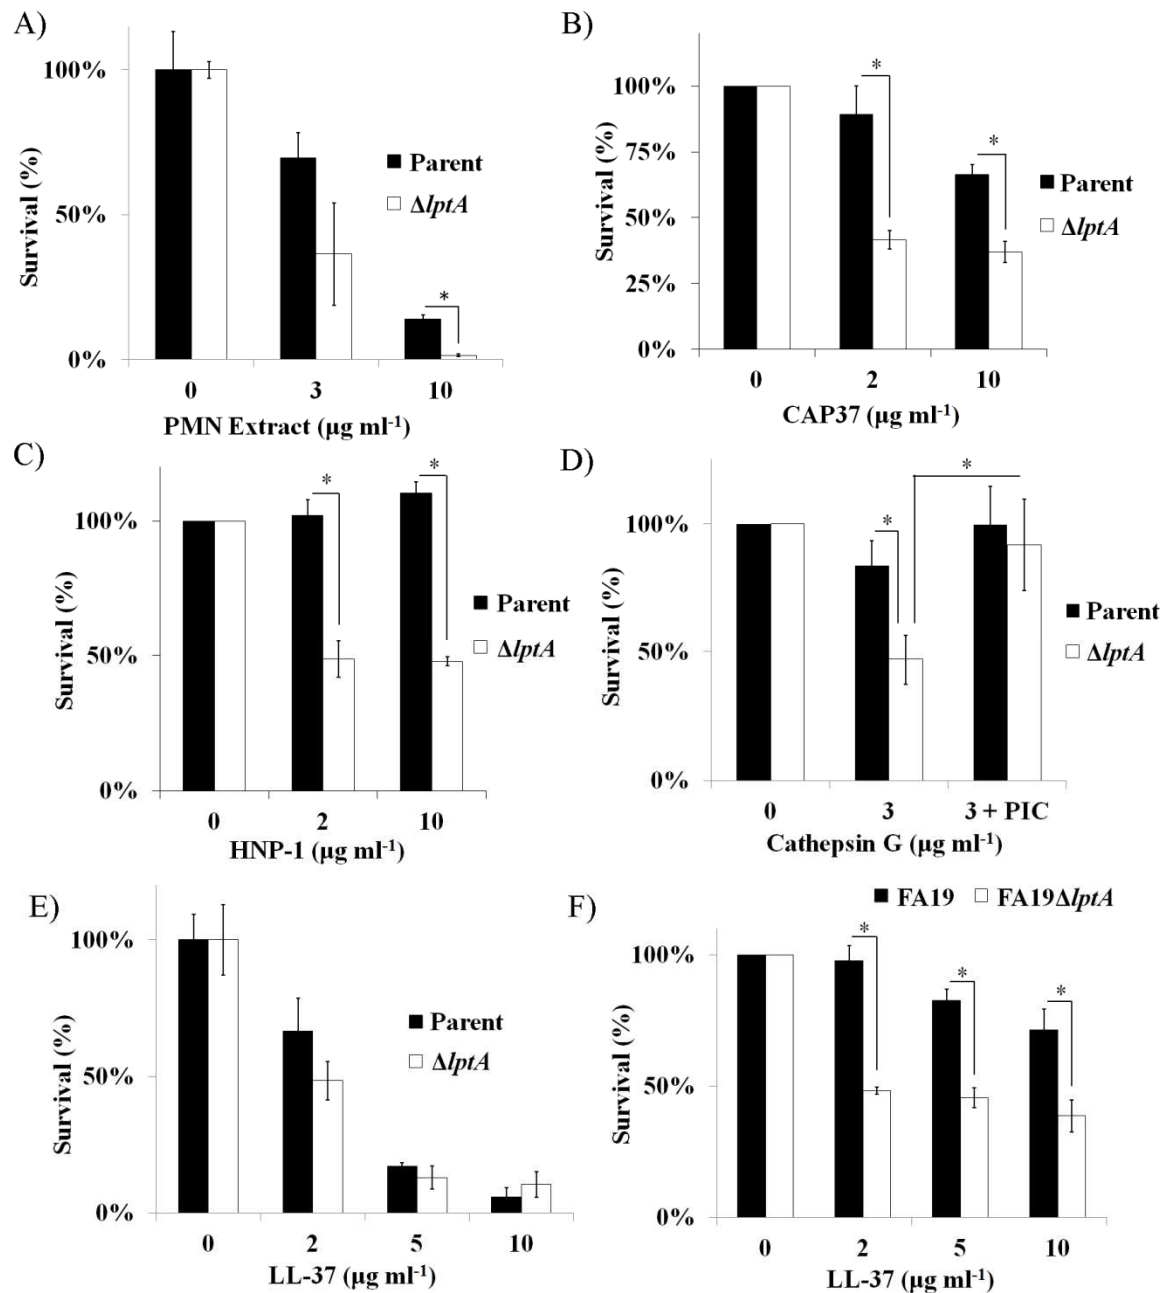 A)
100%
50%
0%
Survival (%)
*
Parent
ΔlptA
0 3 10
PMN Extract (µg ml-1)
B)
100%
75%
50%
25%
0%
Survival (%)
*
*
Parent
ΔlptA
0 2 10
CAP37 (µg ml-1)
C)
100%
50%
0%
Survival (%)
*
*
Parent
ΔlptA
0 2 10
HNP-1 (µg ml-1)
D)
100%
50%
0%
Survival (%)
*
*
Parent
ΔlptA
0 3 3 + PIC
Cathepsin G (µg ml-1)
E)
100%
50%
0%
Survival (%)
Parent
ΔlptA
0 2 5 10
LL-37 (µg ml-1)
F)
FA19 FA19ΔlptA
100%
50%
0%
Survival (%)
*
*
*
0 2 5 10
LL-37 (µg ml-1)